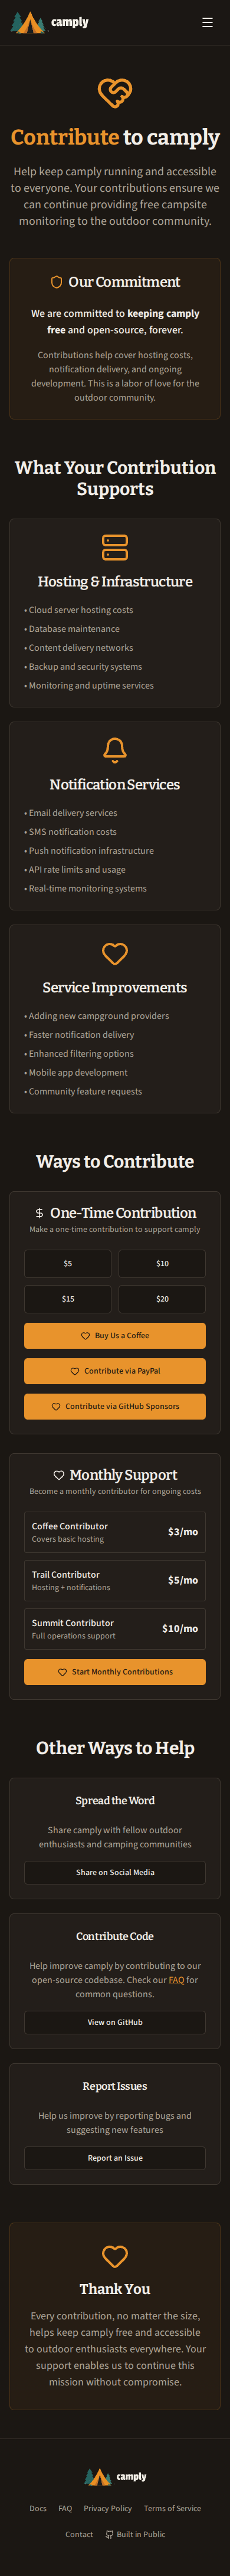 camply
Contribute to camply
Help keep camply running and accessible
to everyone. Your contributions ensure we
can continue providing free campsite
monitoring to the outdoor community.
Our Commitment
We are committed to keeping camply
free and open-source, forever.
Contributions help cover hosting costs,
notification delivery, and ongoing
development. This is a labor of love for the
outdoor community.
What Your Contribution
Supports
Hosting & Infrastructure
• Cloud server hosting costs
• Database maintenance
• Content delivery networks
• Backup and security systems
• Monitoring and uptime services
Notification Services
• Email delivery services
• SMS notification costs
• Push notification infrastructure
• API rate limits and usage
• Real-time monitoring systems
Service Improvements
• Adding new campground providers
• Faster notification delivery
• Enhanced filtering options
• Mobile app development
• Community feature requests
Ways to Contribute
One-Time Contribution
Make a one-time contribution to support camply
$5
$10
$15
$20
Buy Us a Coffee
Contribute via PayPal
Contribute via GitHub Sponsors
Monthly Support
Become a monthly contributor for ongoing costs
Coffee Contributor
Covers basic hosting
$3/mo
Trail Contributor
Hosting + notifications
$5/mo
Summit Contributor
Full operations support
$10/mo
Start Monthly Contributions
Other Ways to Help
Spread the Word
Share camply with fellow outdoor
enthusiasts and camping communities
Share on Social Media
Contribute Code
Help improve camply by contributing to our
open-source codebase. Check our FAQ for
common questions.
View on GitHub
Report Issues
Help us improve by reporting bugs and
suggesting new features
Report an Issue
Thank You
Every contribution, no matter the size,
helps keep camply free and accessible
to outdoor enthusiasts everywhere. Your
support enables us to continue this
mission without compromise.
camply
Docs FAQ Privacy Policy Terms of Service
Contact Built in Public